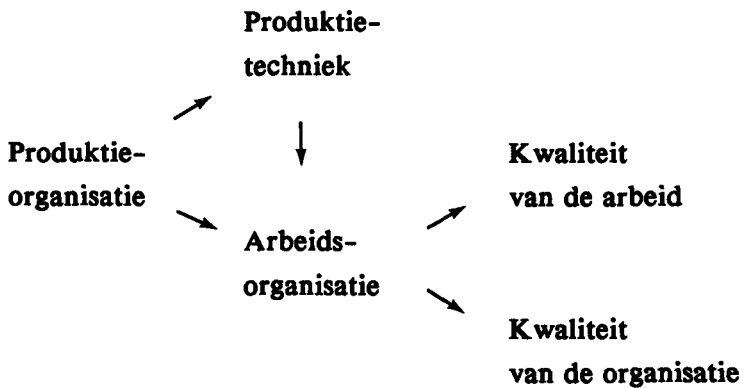 Produktie-
techniek
Produktie-
organisatie
Arbeids-
organisatie
Kwaliteit
van de arbeid
Kwaliteit
van de organisatie